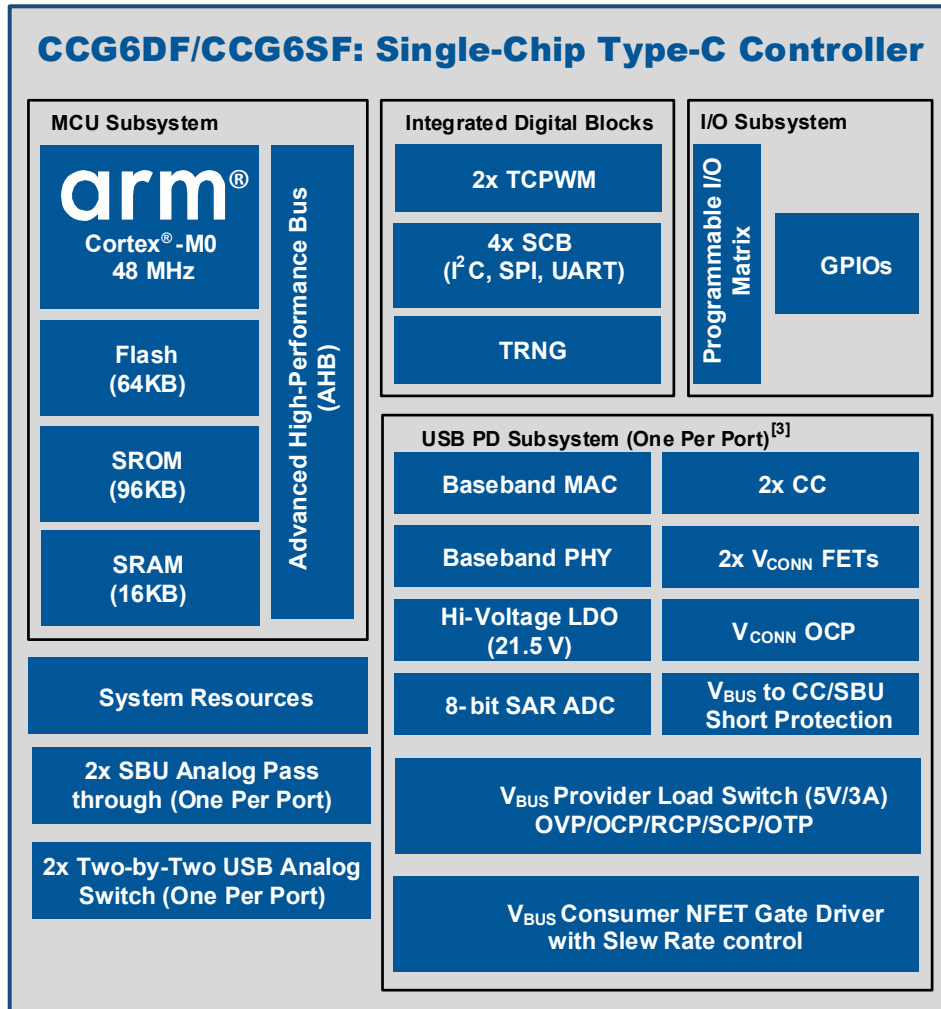 CCG6DF/CCG6SF: Single-Chip Type-C Controller
MCU Subsystem
arm®
Cortex®-M0
48 MHz
Flash
(64KB)
SROM
(96KB)
SRAM
(16KB)
Advanced High-Performance Bus
(AHB)
Integrated Digital Blocks
2x TCPWM
4x SCB
(I²C, SPI, UART)
TRNG
I/O Subsystem
Programmable I/O
Matrix
GPIOs
System Resources
2x SBU Analog Pass
through (One Per Port)
2x Two-by-Two USB Analog
Switch (One Per Port)
USB PD Subsystem (One Per Port)[3]
Baseband MAC
2x CC
Baseband PHY
2x VCONN FETs
Hi-Voltage LDO
(21.5 V)
VCONN OCP
8-bit SAR ADC
VBUS to CC/SBU
Short Protection
VBUS Provider Load Switch (5V/3A)
OVP/OCP/RCP/SCP/OTP
VBUS Consumer NFET Gate Driver
with Slew Rate control